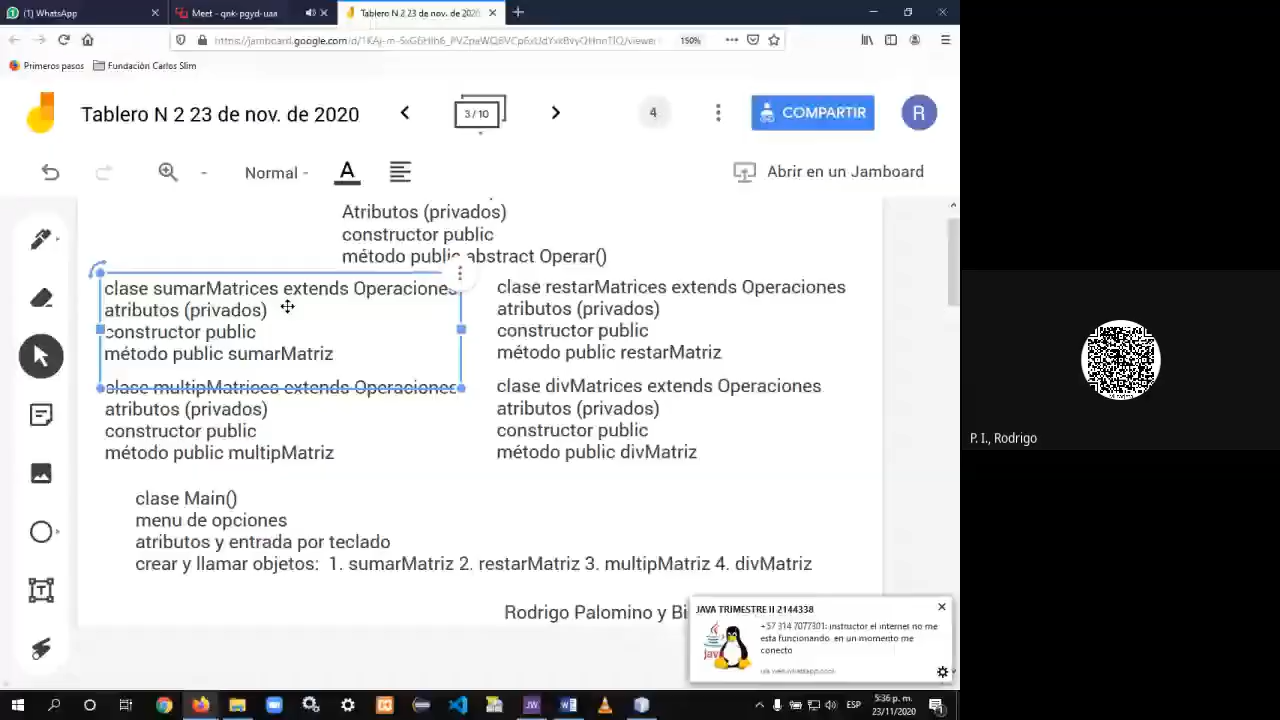 (1) WhatsApp
Meet - qnk-pgyd-uaa
Tablero N 2 23 de nov. de 2020
150%
Primeros pasos
Fundación Carlos Slim
Tablero N 2 23 de nov. de 2020
3 / 10
4
COMPARTIR
R
Normal
A
Abrir en un Jamboard
Atributos (privados)
constructor public
método public abstract Operar()
clase sumarMatrices extends Operaciones
atributos (privados)
constructor public
método public sumarMatriz
clase restarMatrices extends Operaciones
atributos (privados)
constructor public
método public restarMatriz
clase multipMatrices extends Operaciones
atributos (privados)
constructor public
método public multipMatriz
clase divMatrices extends Operaciones
atributos (privados)
constructor public
método public divMatriz
clase Main()
menu de opciones
atributos y entrada por teclado
crear y llamar objetos: 1. sumarMatriz 2. restarMatriz 3. multipMatriz 4. divMatriz
Rodrigo Palomino y
P. I., Rodrigo
JAVA TRIMESTRE II 2144338
instructor el internet no me
esta funcionando en un momento me
conecto
via web.whatsapp.com
ESP
5:36 p. m.
23/11/2020